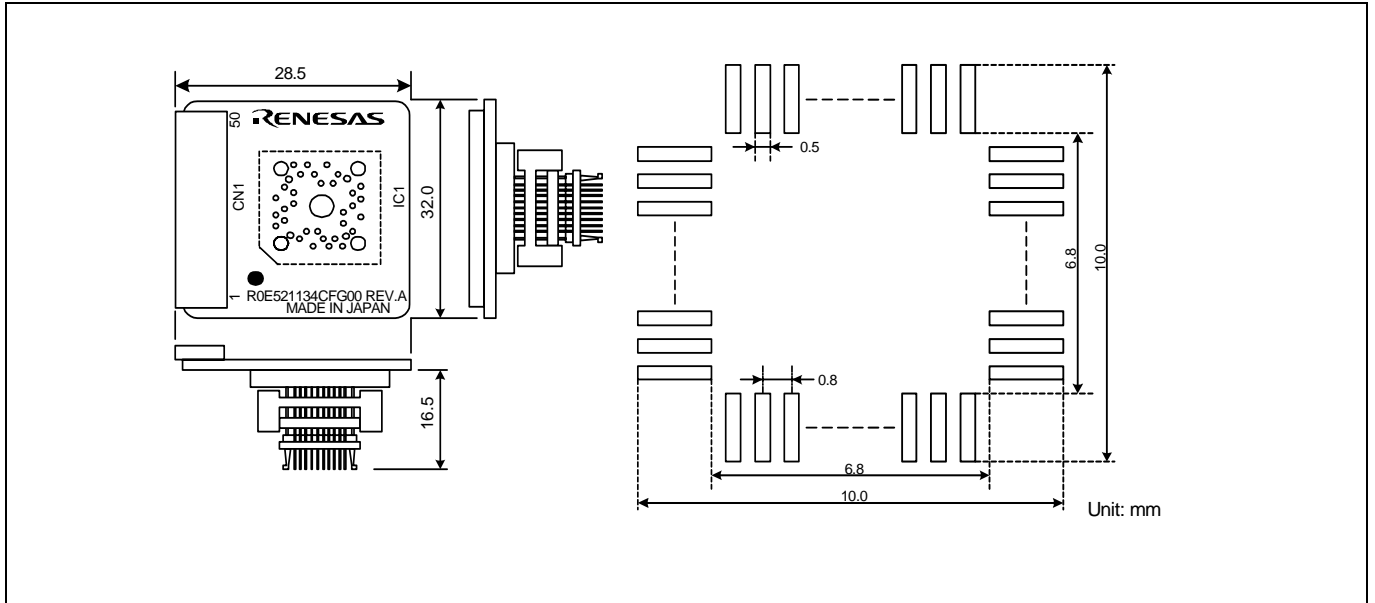 28.5
RENESAS
50
CN1
IC1
32.0
1
R0E521134CFG00 REV.A
MADE IN JAPAN
16.5
0.5
6.8
10.0
0.8
6.8
10.0
Unit: mm